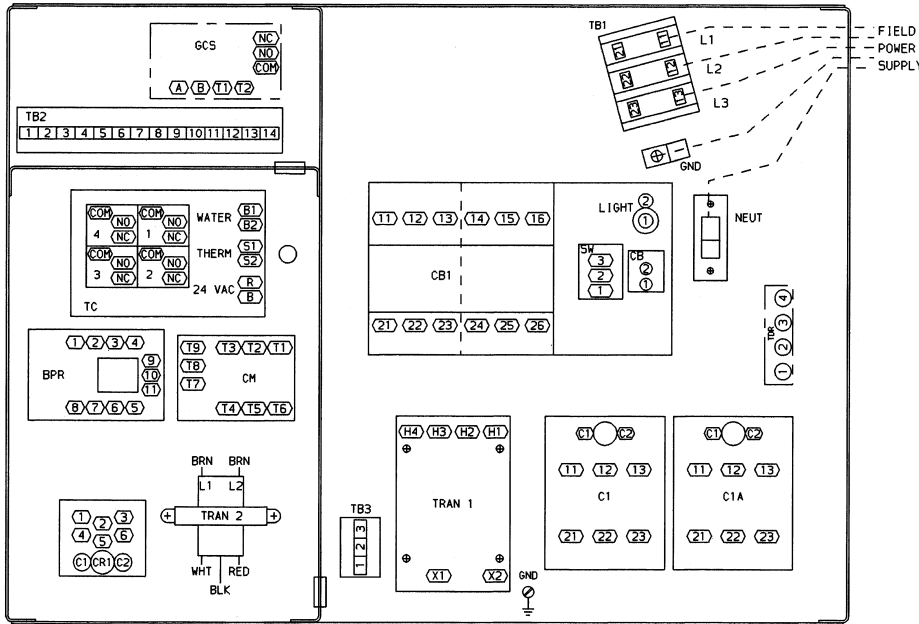 GCS
NC
NO
COM
A B T1 T2
TB2
1 2 3 4 5 6 7 8 9 10 11 12 13 14
TB1
L1
L2
L3
FIELD
POWER
SUPPLY
GND
NEUT
COM NO NC 4
COM NO NC 1
COM NO NC 3
COM NO NC 2
WATER B1 B2
THERM S1 S2
24 VAC R B
TC
11 12 13 14 15 16
CB1
21 22 23 24 25 26
LIGHT 2 1
SW
3
2
1
CB
2
1
TDR
4
3
2
1
1 2 3 4
BPR
9
10
11
8 7 6 5
T9 T3 T2 T1
T8
T7
CM
T4 T5 T6
BRN BRN
L1 L2
TRAN 2
WHT RED
BLK
1 2 3
4 5 6
C1 CR1 C2
TB3
3
2
1
H4 H3 H2 H1
TRAN 1
X1 X2
GND
C1 C2
11 12 13
C1
21 22 23
C1 C2
11 12 13
C1A
21 22 23